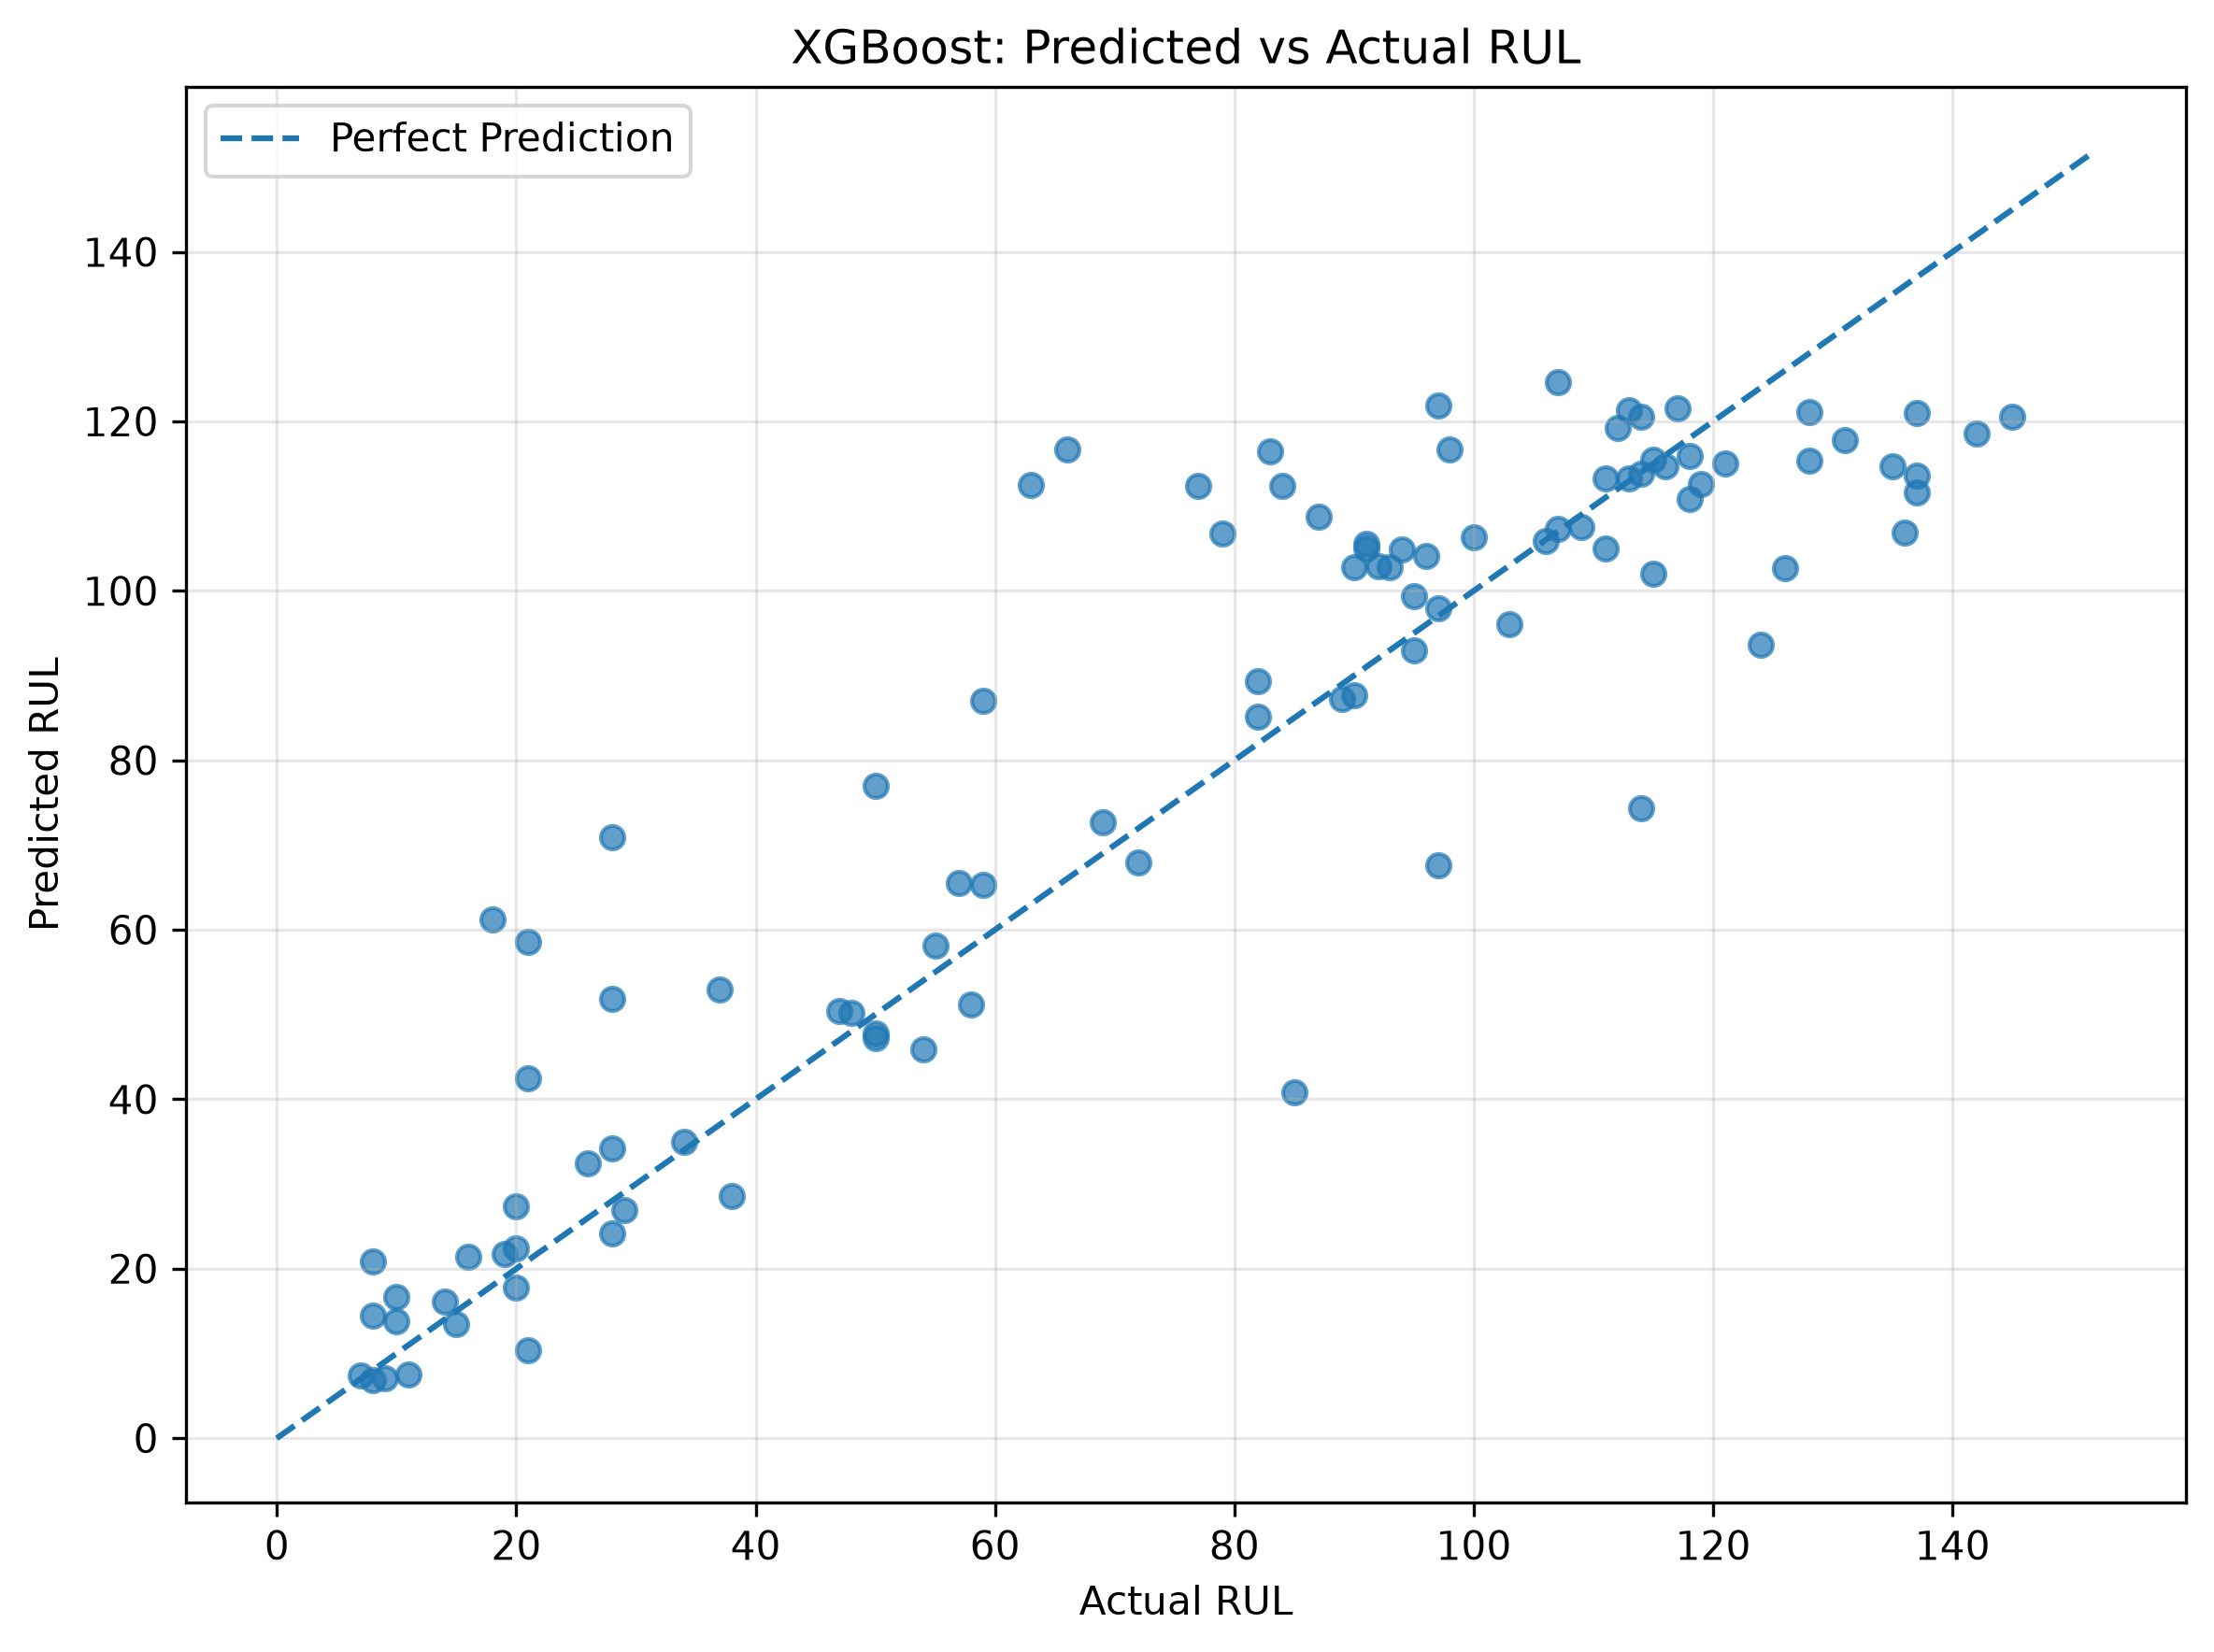 XGBoost: Predicted vs Actual RUL
Perfect Prediction
Predicted RUL
140
120
100
80
60
40
20
0
0 20 40 60 80 100 120 140
Actual RUL